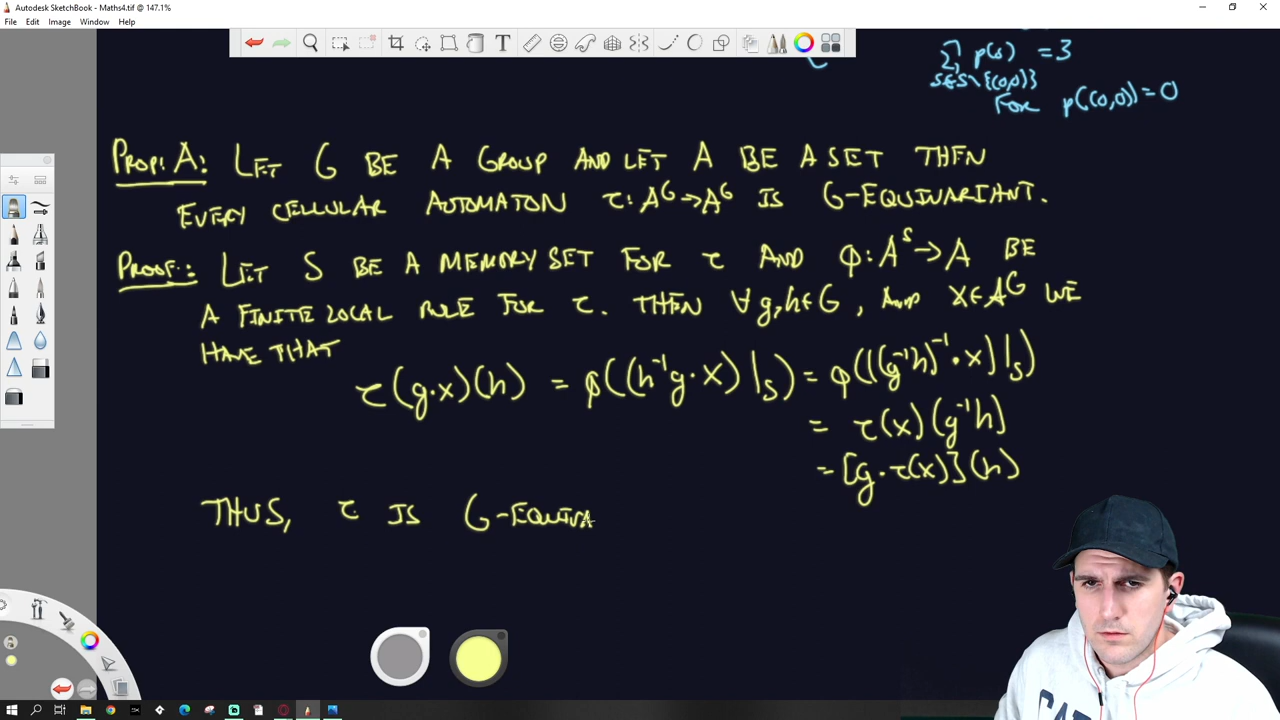 Autodesk SketchBook - Maths4.tif @ 147.1%
File Edit Image Window Help
∑ p(s) = 3
s∈S\{(0,0)}
FOR p((0,0)) = 0
PROP. A: LET G BE A GROUP AND LET A BE A SET THEN
EVERY CELLULAR AUTOMATON τ: A^G → A^G IS G-EQUIVARIANT.
PROOF: LET S BE A MEMORY SET FOR τ AND φ: A^S → A BE
A FINITE LOCAL RULE FOR τ. THEN ∀ g,h∈G, AND X∈A^G WE
HAVE THAT
τ(g·x)(h) = φ((h⁻¹g·x)|_S) = φ(((g⁻¹h)⁻¹·x)|_S)
= τ(x)(g⁻¹h)
= [g·τ(x)](h)
THUS, τ IS G-EQUIVA
CAP